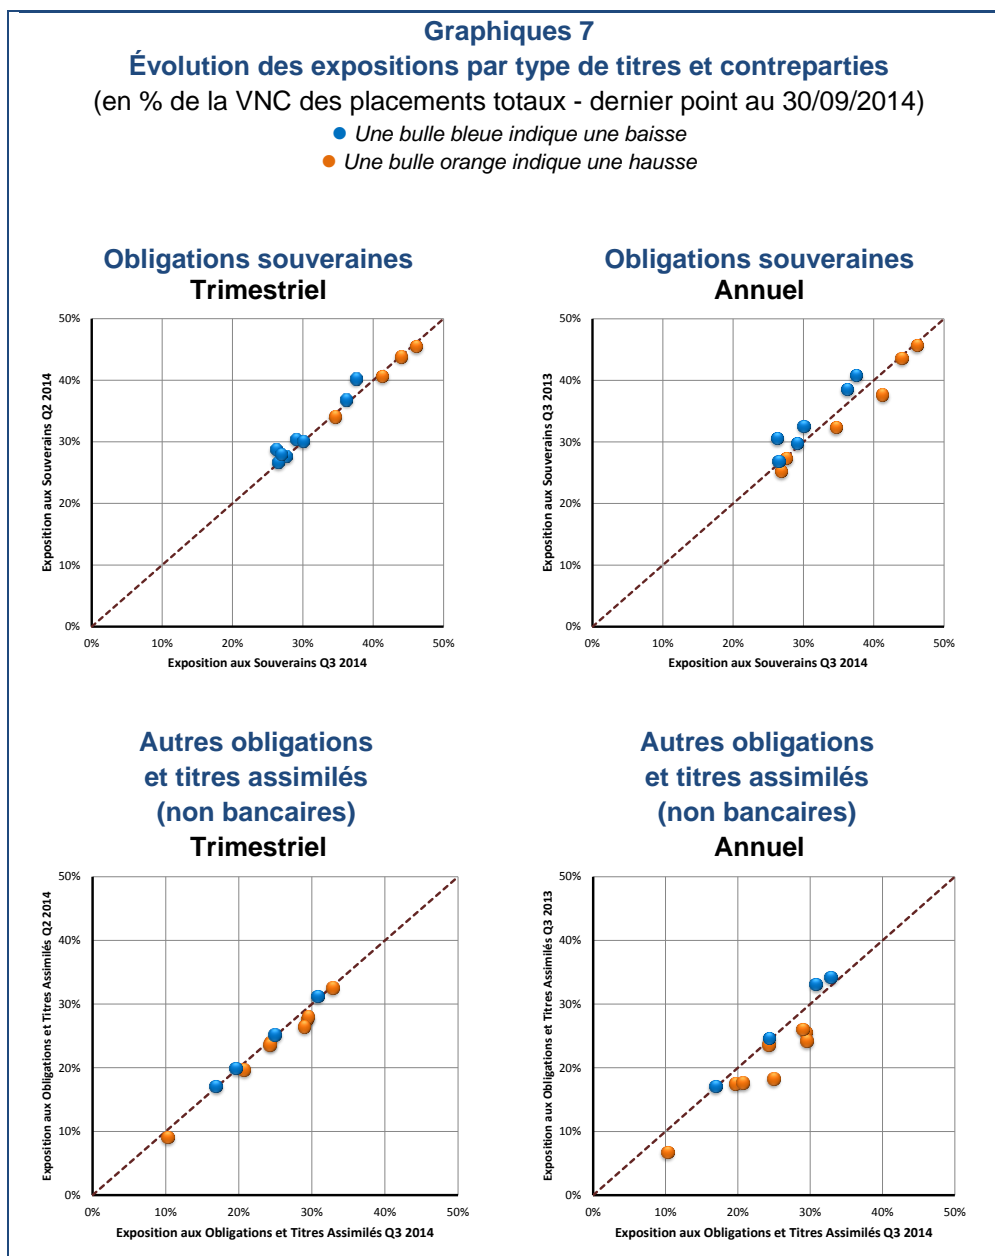 Graphiques 7
Évolution des expositions par type de titres et contreparties
(en % de la VNC des placements totaux - dernier point au 30/09/2014)
Une bulle bleue indique une baisse
Une bulle orange indique une hausse
Obligations souveraines
Trimestriel
50%
40%
30%
20%
10%
0%
0% 10% 20% 30% 40% 50%
Exposition aux Souverains Q2 2014
Exposition aux Souverains Q3 2014
Obligations souveraines
Annuel
50%
40%
30%
20%
10%
0%
0% 10% 20% 30% 40% 50%
Exposition aux Souverains Q3 2013
Exposition aux Souverains Q3 2014
Autres obligations
et titres assimilés
(non bancaires)
Trimestriel
50%
40%
30%
20%
10%
0%
0% 10% 20% 30% 40% 50%
Exposition aux Obligations et Titres Assimilés Q2 2014
Exposition aux Obligations et Titres Assimilés Q3 2014
Autres obligations
et titres assimilés
(non bancaires)
Annuel
50%
40%
30%
20%
10%
0%
0% 10% 20% 30% 40% 50%
Exposition aux Obligations et Titres Assimilés Q3 2013
Exposition aux Obligations et Titres Assimilés Q3 2014